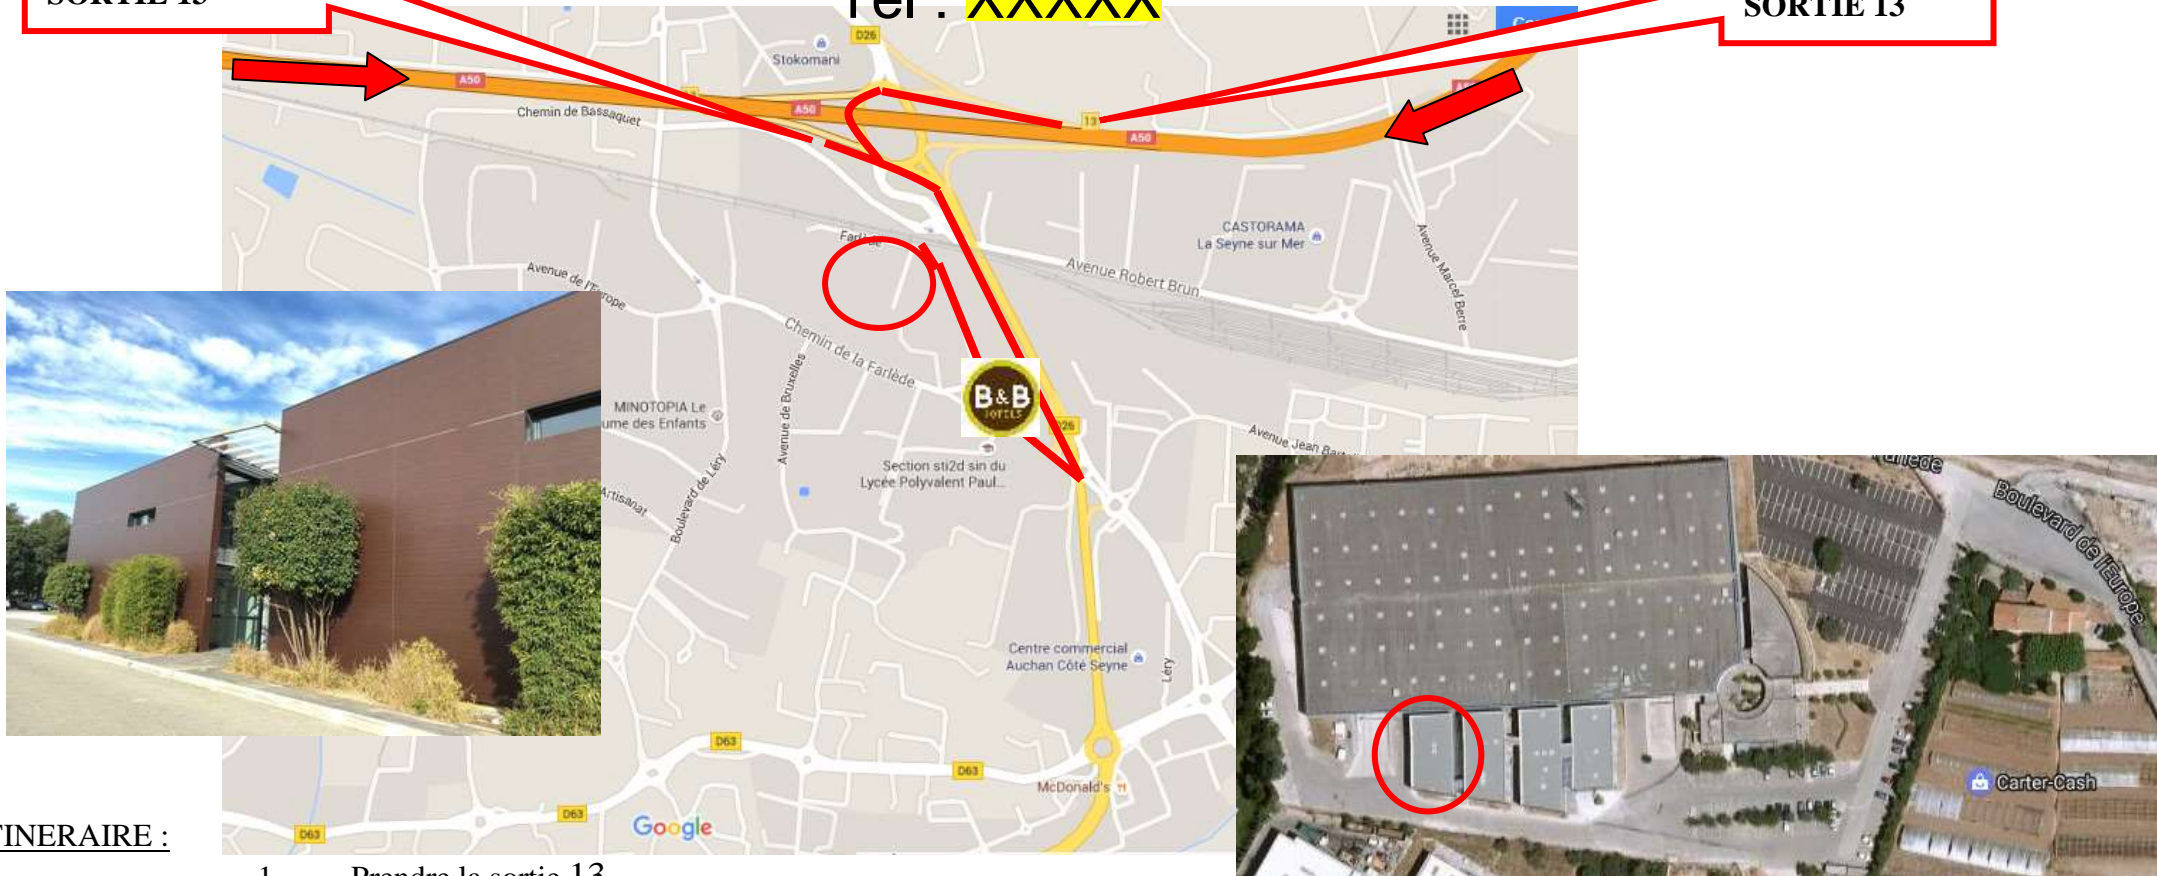 SORTIE 13
Tel : XXXXX
SORTIE 13
D26
Stokomani
A50
Chemin de Bassaquet
A50
13
A50
Farlède
CASTORAMA
La Seyne sur Mer
Avenue Robert Brun
Avenue Marcel Berre
Avenue de l'Europe
Chemin de la Farlède
Avenue de Bruxelles
B&B
HOTELS
MINOTOPIA Le
ume des Enfants
D26
Avenue Jean
Section sti2d sin du
Lycée Polyvalent Paul...
Boulevard de Léry
Artisanat
Boulevard de l'Europe
Centre commercial
Auchan Côté Seyne
Léry
D63
D63
McDonald's
Carter-Cash
D63
D63
Google
TINERAIRE :
1 Prendre la sortie 13